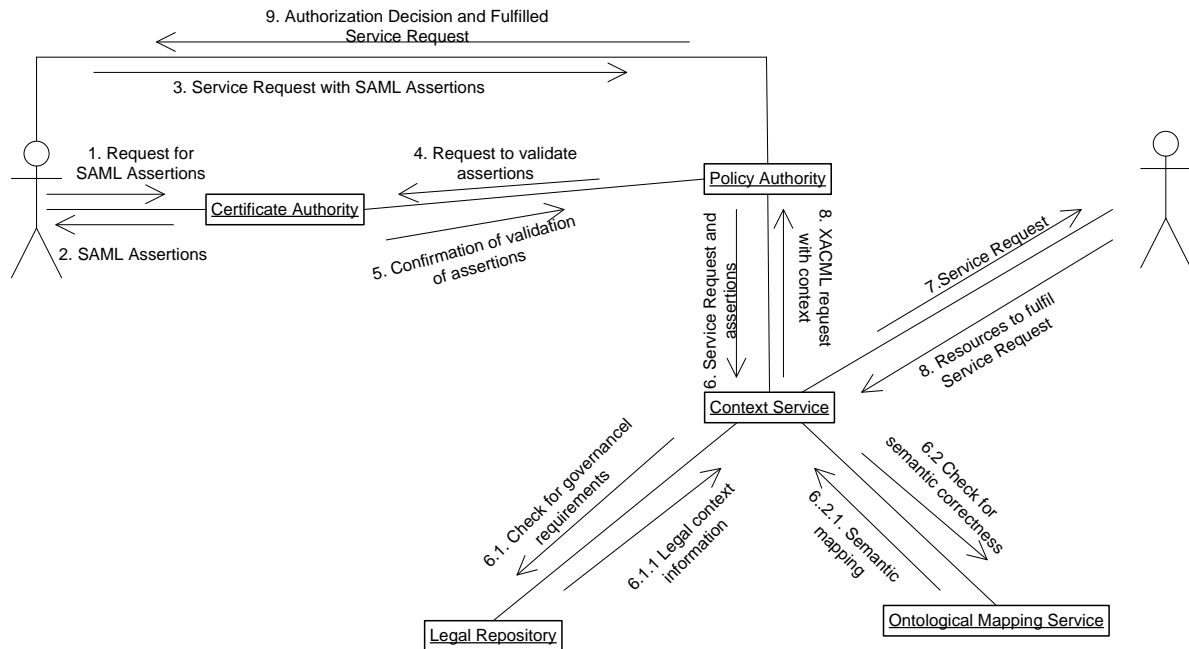 9. Authorization Decision and Fulfilled
Service Request
3. Service Request with SAML Assertions
1. Request for
SAML Assertions
4. Request to validate
assertions
Policy Authority
Certificate Authority
2. SAML Assertions
5. Confirmation of validation
of assertions
6. Service Request and
assertions
8. XACML request
with context
7.Service Request
8. Resources to fulfil
Service Request
Context Service
6.1. Check for governancel
requirements
6.1.1 Legal context
information
6..2.1. Semantic
mapping
6.2 Check for
semantic correctness
Legal Repository
Ontological Mapping Service